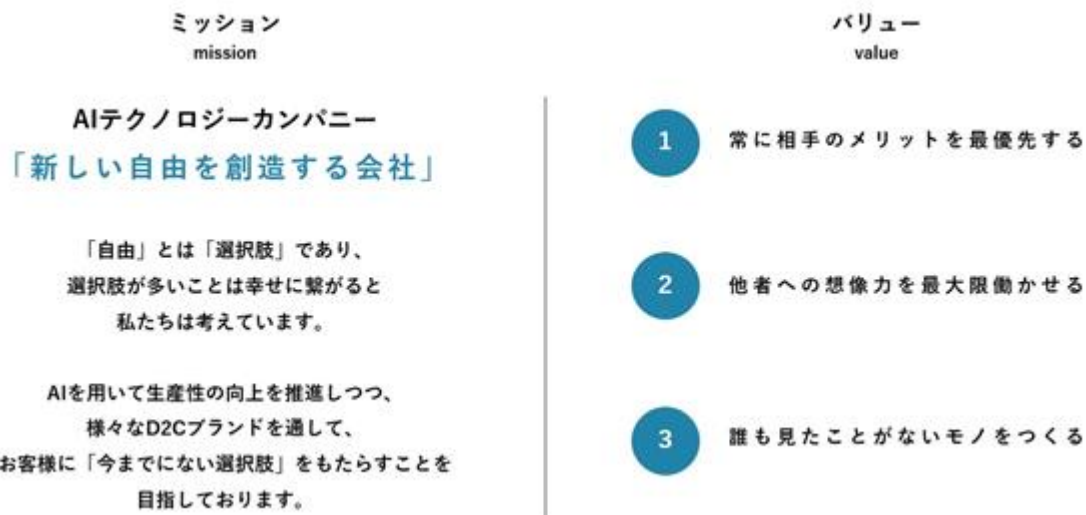 ミッション
mission
AIテクノロジーカンパニー
「新しい自由を創造する会社」
「自由」とは「選択肢」であり、
選択肢が多いことは幸せに繋がると
私たちは考えています。
AIを用いて生産性の向上を推進しつつ、
様々なD2Cブランドを通して、
お客様に「今までにない選択肢」をもたらすことを
目指しております。
バリュー
value
1 常に相手のメリットを最優先する
2 他者への想像力を最大限働かせる
3 誰も見たことがないモノをつくる